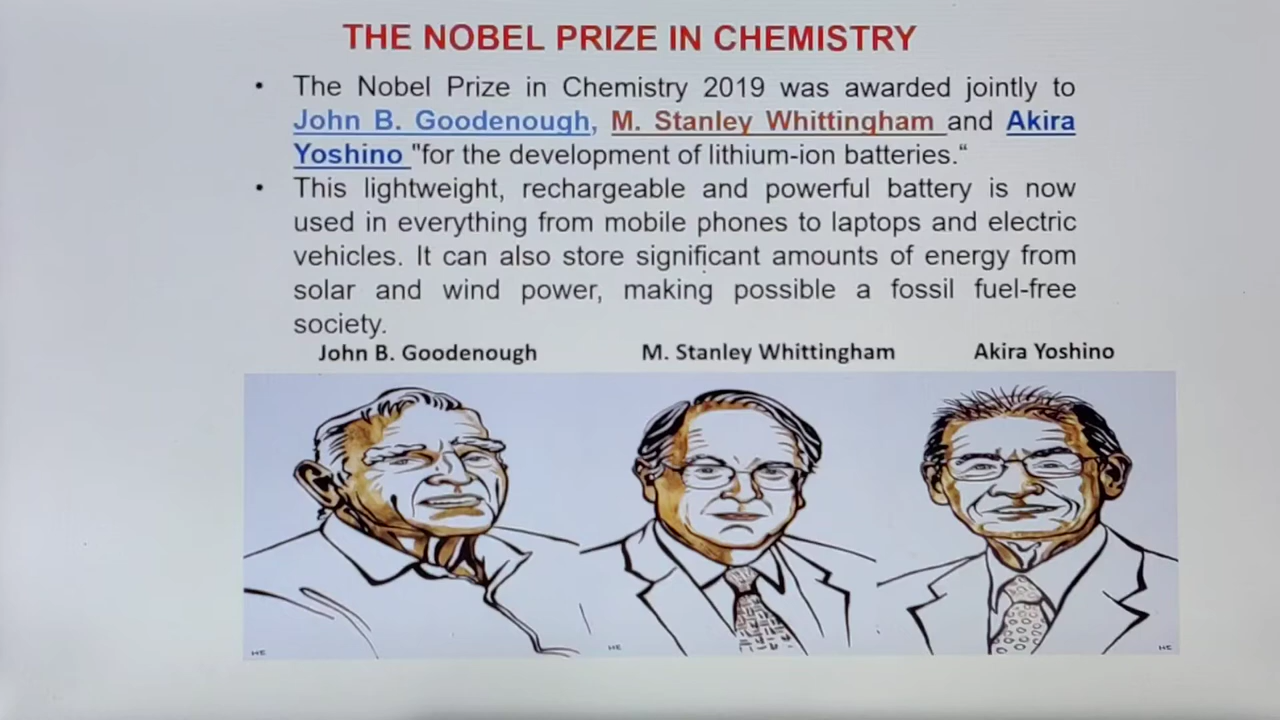 THE NOBEL PRIZE IN CHEMISTRY
• The Nobel Prize in Chemistry 2019 was awarded jointly to
John B. Goodenough, M. Stanley Whittingham and Akira
Yoshino "for the development of lithium-ion batteries.“
• This lightweight, rechargeable and powerful battery is now
used in everything from mobile phones to laptops and electric
vehicles. It can also store significant amounts of energy from
solar and wind power, making possible a fossil fuel-free
society.
John B. Goodenough M. Stanley Whittingham Akira Yoshino
HE HE HE